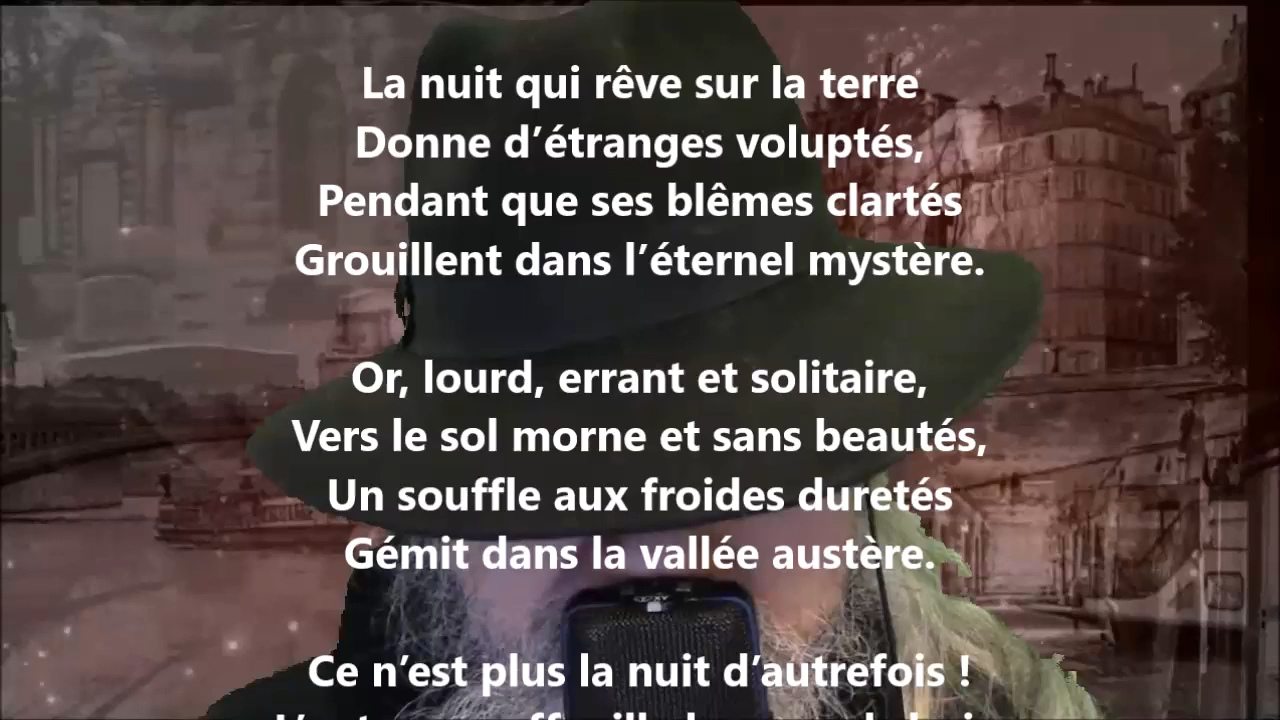 La nuit qui rêve sur la terre
Donne d’étranges voluptés,
Pendant que ses blêmes clartés
Grouillent dans l’éternel mystère.
Or, lourd, errant et solitaire,
Vers le sol morne et sans beautés,
Un souffle aux froides duretés
Gémit dans la vallée austère.
Ce n’est plus la nuit d’autrefois !